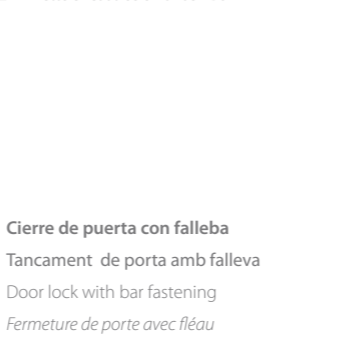 Cierre de puerta con falleba
Tancament de porta amb falleva
Door lock with bar fastening
Fermeture de porte avec fléau